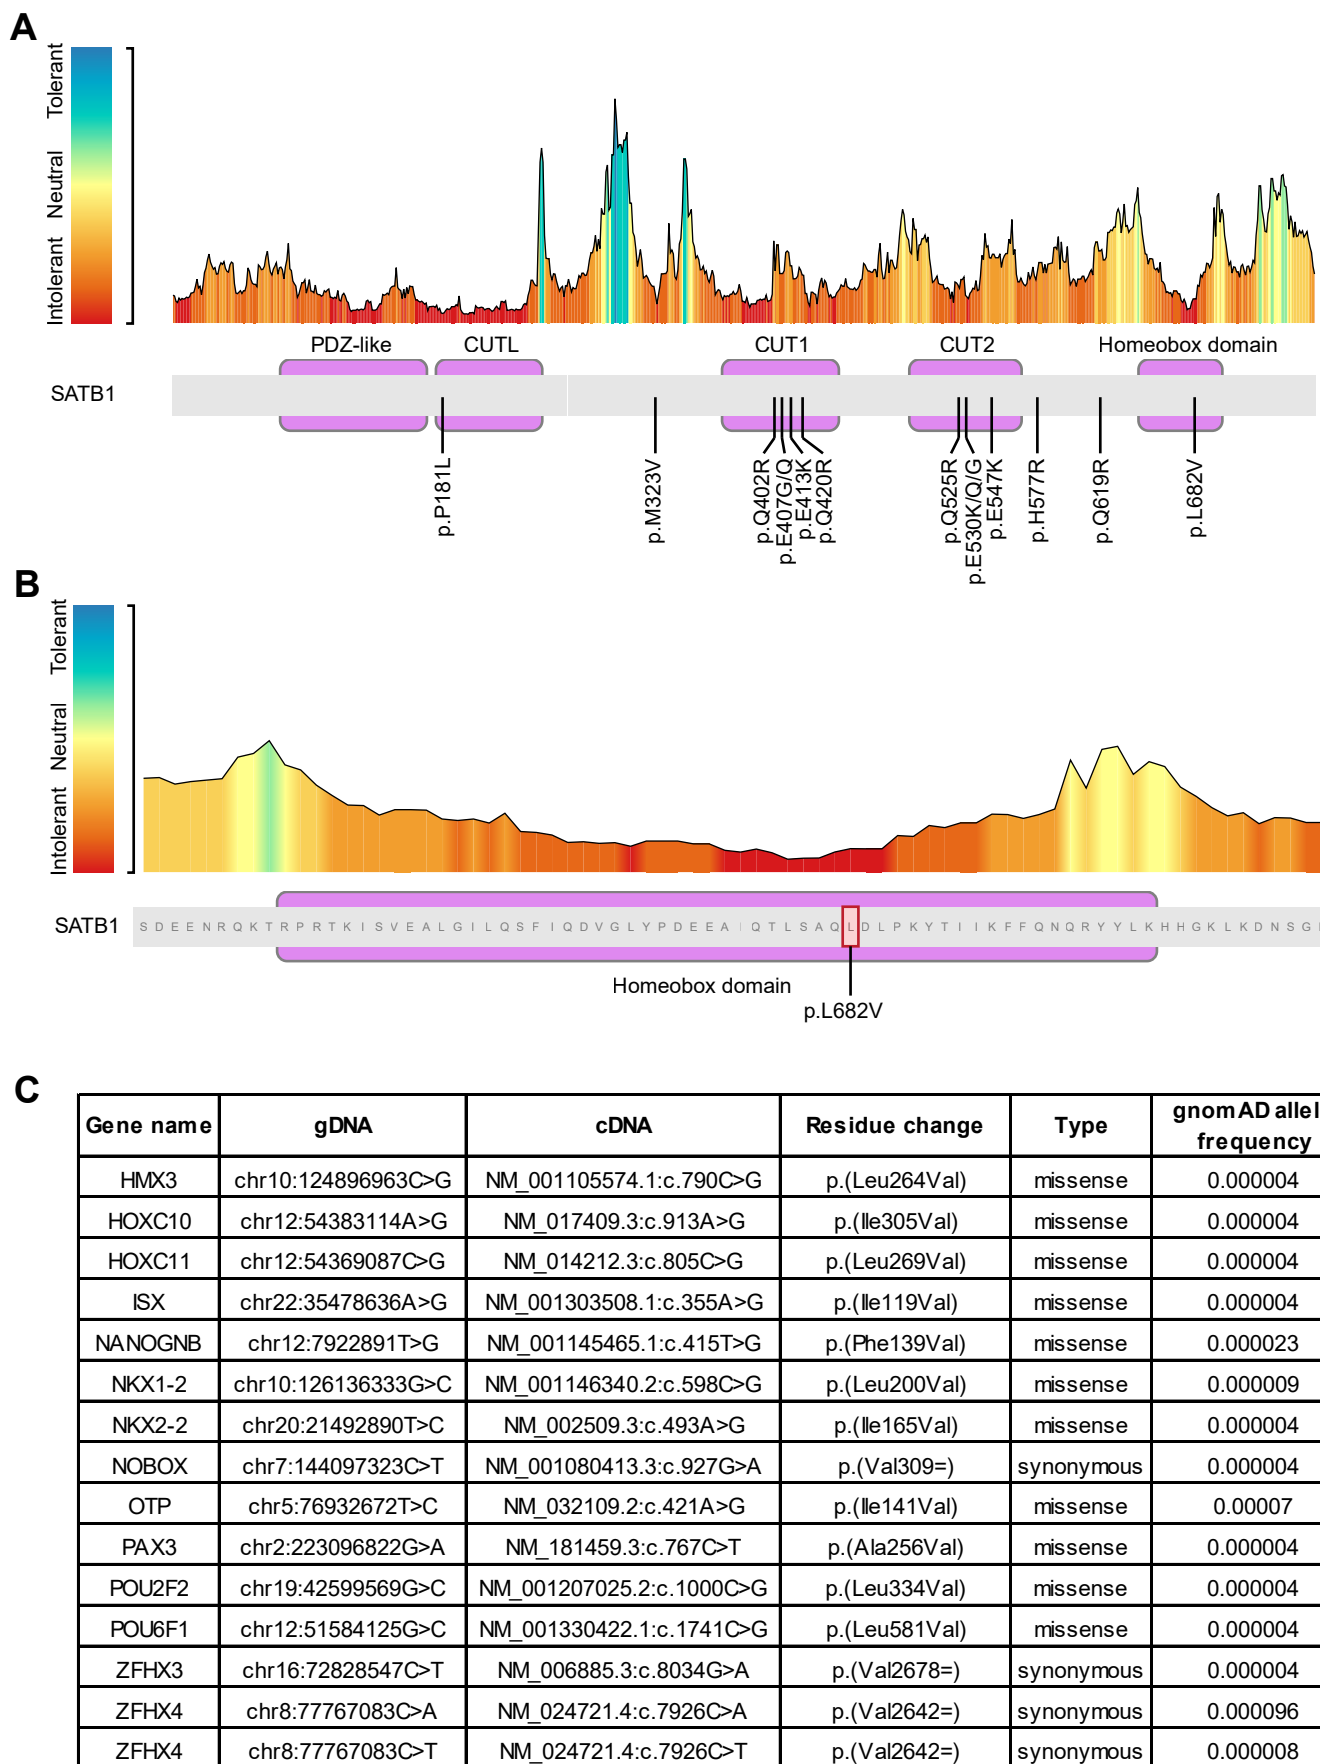 A
Tolerant
Neutral
Intolerant
PDZ-like CUTL CUT1 CUT2 Homeobox domain
SATB1
p.P181L
p.M323V
p.Q402R
p.E407G/Q
p.E413K
p.Q420R
p.Q525R
p.E530K/Q/G
p.E547K
p.H577R
p.Q619R
p.L682V
B
Tolerant
Neutral
Intolerant
SATB1 SDEENRQKTRPRTKISVEALGILQSFIQDVGLYPDEEAIQTLSAQLDLPKYTIIKFFQNQRYYLKHHGKLKDNSG
Homeobox domain
p.L682V
C
Gene name gDNA cDNA Residue change Type gnomAD allel
frequency
HMX3 chr10:124896963C>G NM_001105574.1:c.790C>G p.(Leu264Val) missense 0.000004
HOXC10 chr12:54383114A>G NM_017409.3:c.913A>G p.(Ile305Val) missense 0.000004
HOXC11 chr12:54369087C>G NM_014212.3:c.805C>G p.(Leu269Val) missense 0.000004
ISX chr22:35478636A>G NM_001303508.1:c.355A>G p.(Ile119Val) missense 0.000004
NANOGNB chr12:7922891T>G NM_001145465.1:c.415T>G p.(Phe139Val) missense 0.000023
NKX1-2 chr10:126136333G>C NM_001146340.2:c.598C>G p.(Leu200Val) missense 0.000009
NKX2-2 chr20:21492890T>C NM_002509.3:c.493A>G p.(Ile165Val) missense 0.000004
NOBOX chr7:144097323C>T NM_001080413.3:c.927G>A p.(Val309=) synonymous 0.000004
OTP chr5:76932672T>C NM_032109.2:c.421A>G p.(Ile141Val) missense 0.00007
PAX3 chr2:223096822G>A NM_181459.3:c.767C>T p.(Ala256Val) missense 0.000004
POU2F2 chr19:42599569G>C NM_001207025.2:c.1000C>G p.(Leu334Val) missense 0.000004
POU6F1 chr12:51584125G>C NM_001330422.1:c.1741C>G p.(Leu581Val) missense 0.000004
ZFHX3 chr16:72828547C>T NM_006885.3:c.8034G>A p.(Val2678=) synonymous 0.000004
ZFHX4 chr8:77767083C>A NM_024721.4:c.7926C>A p.(Val2642=) synonymous 0.000096
ZFHX4 chr8:77767083C>T NM_024721.4:c.7926C>T p.(Val2642=) synonymous 0.000008